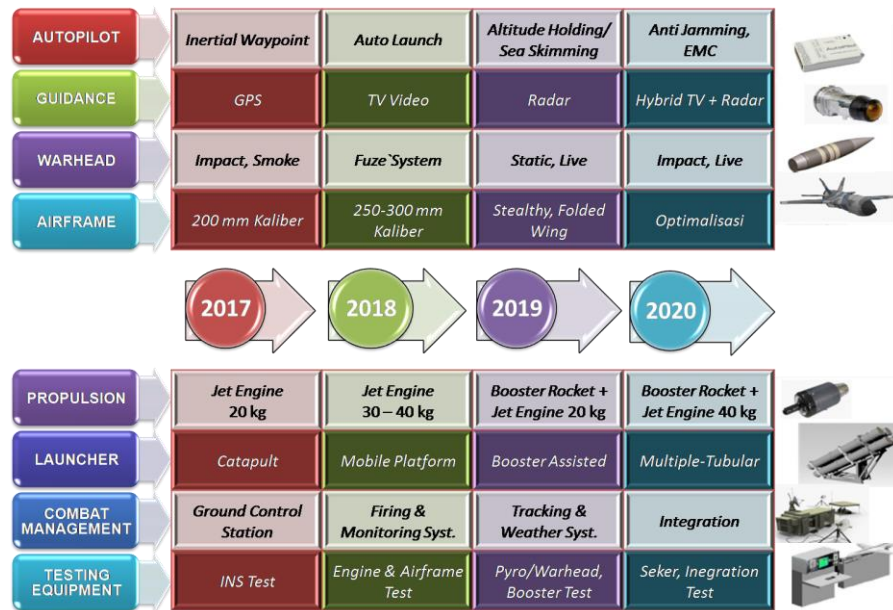 AUTOPILOT
Inertial Waypoint
Auto Launch
Altitude Holding/
Sea Skimming
Anti Jamming,
EMC
GUIDANCE
GPS
TV Video
Radar
Hybrid TV + Radar
WARHEAD
Impact, Smoke
Fuze`System
Static, Live
Impact, Live
AIRFRAME
200 mm Kaliber
250-300 mm
Kaliber
Stealthy, Folded
Wing
Optimalisasi
2017
2018
2019
2020
PROPULSION
Jet Engine
20 kg
Jet Engine
30 – 40 kg
Booster Rocket +
Jet Engine 20 kg
Booster Rocket +
Jet Engine 40 kg
LAUNCHER
Catapult
Mobile Platform
Booster Assisted
Multiple-Tubular
COMBAT
MANAGEMENT
Ground Control
Station
Firing &
Monitoring Syst.
Tracking &
Weather Syst.
Integration
TESTING
EQUIPMENT
INS Test
Engine & Airframe
Test
Pyro/Warhead,
Booster Test
Seker, Inegration
Test